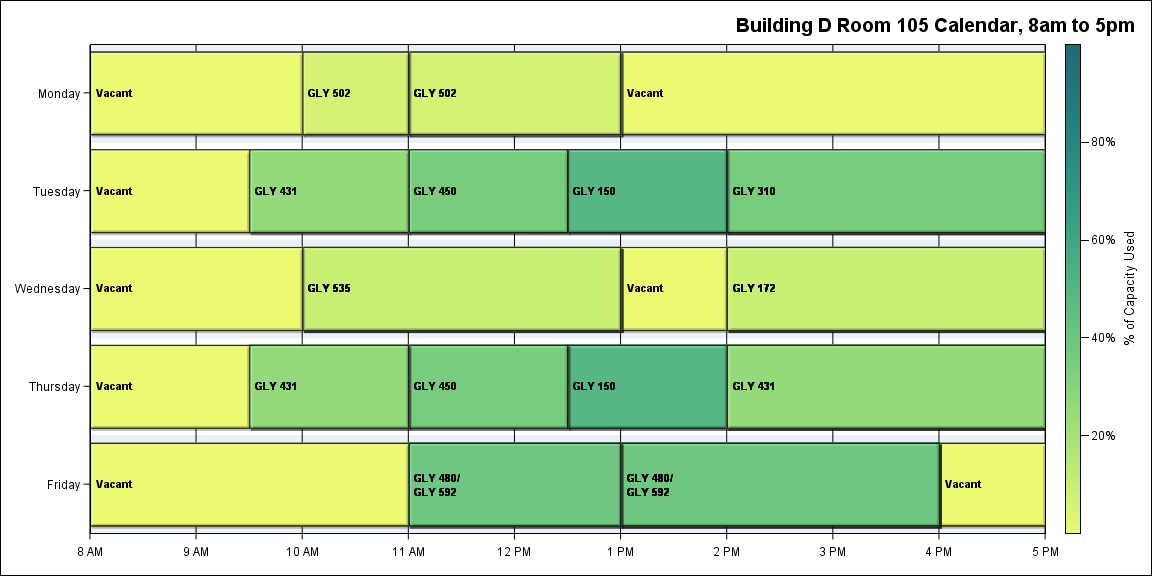 Building D Room 105 Calendar, 8am to 5pm
Monday
Vacant
GLY 502
GLY 502
Vacant
Tuesday
Vacant
GLY 431
GLY 450
GLY 150
GLY 310
Wednesday
Vacant
GLY 535
Vacant
GLY 172
Thursday
Vacant
GLY 431
GLY 450
GLY 150
GLY 431
Friday
Vacant
GLY 480/
GLY 592
GLY 480/
GLY 592
Vacant
8 AM
9 AM
10 AM
11 AM
12 PM
1 PM
2 PM
3 PM
4 PM
5 PM
80%
60%
40%
20%
% of Capacity Used